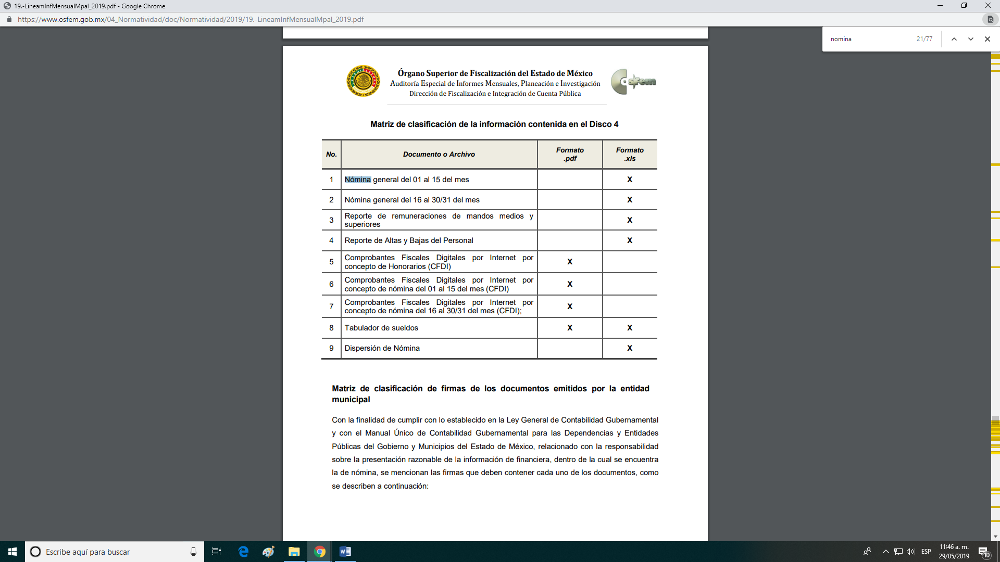 19.-LineamInfMensualMpal_2019.pdf - Google Chrome
https://www.osfem.gob.mx/04_Normatividad/doc/Normatividad/2019/19.-LineamInfMensualMpal_2019.pdf
nomina 21/77
Órgano Superior de Fiscalización del Estado de México
Auditoría Especial de Informes Mensuales, Planeación e Investigación
Dirección de Fiscalización e Integración de Cuenta Pública
osfem
Matriz de clasificación de la información contenida en el Disco 4
No. Documento o Archivo Formato .pdf Formato .xls
1 Nómina general del 01 al 15 del mes X
2 Nómina general del 16 al 30/31 del mes X
3 Reporte de remuneraciones de mandos medios y
superiores X
4 Reporte de Altas y Bajas del Personal X
5 Comprobantes Fiscales Digitales por Internet por
concepto de Honorarios (CFDI) X
6 Comprobantes Fiscales Digitales por Internet por
concepto de nómina del 01 al 15 del mes (CFDI) X
7 Comprobantes Fiscales Digitales por Internet por
concepto de nómina del 16 al 30/31 del mes (CFDI); X
8 Tabulador de sueldos X X
9 Dispersión de Nómina X
Matriz de clasificación de firmas de los documentos emitidos por la entidad
municipal
Con la finalidad de cumplir con lo establecido en la Ley General de Contabilidad Gubernamental
y con el Manual Único de Contabilidad Gubernamental para las Dependencias y Entidades
Públicas del Gobierno y Municipios del Estado de México, relacionado con la responsabilidad
sobre la presentación razonable de la información de financiera, dentro de la cual se encuentra
la de nómina, se mencionan las firmas que deben contener cada uno de los documentos, como
se describen a continuación:
Escribe aquí para buscar
ESP
11:46 a. m.
29/05/2019
10